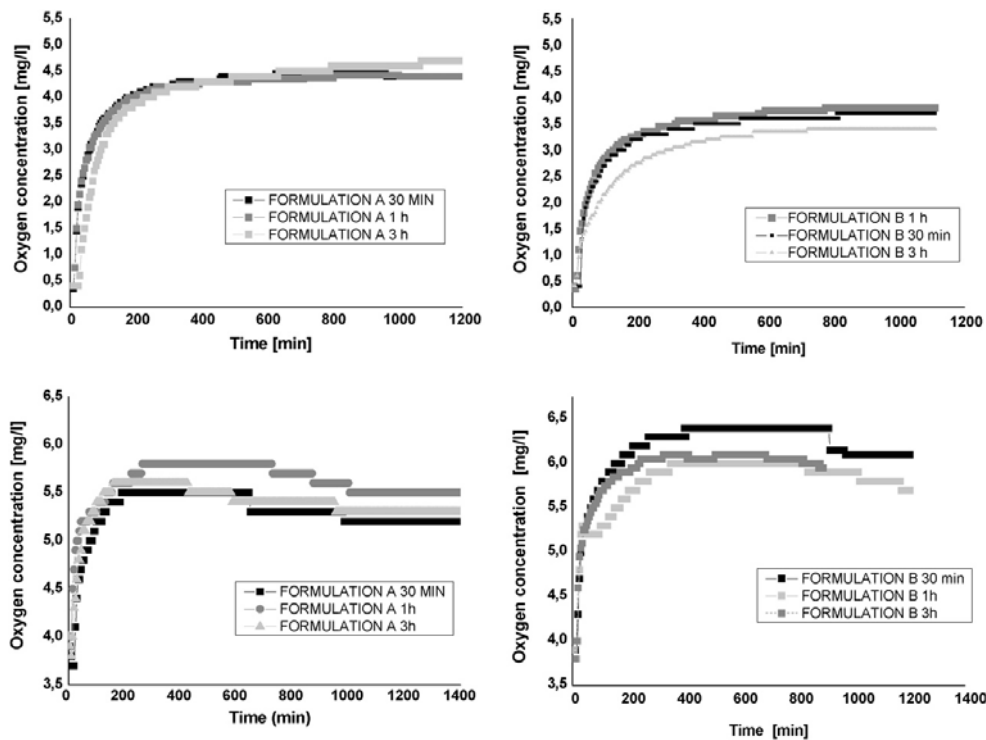 Oxygen concentration [mg/l]
5,5
5,0
4,5
4,0
3,5
3,0
2,5
2,0
1,5
1,0
0,5
0,0
FORMULATION A 30 MIN
FORMULATION A 1 h
FORMULATION A 3 h
0 200 400 600 800 1000 1200
Time [min]
Oxygen concentration [mg/l]
5,5
5,0
4,5
4,0
3,5
3,0
2,5
2,0
1,5
1,0
0,5
0,0
FORMULATION B 1 h
FORMULATION B 30 min
FORMULATION B 3 h
0 200 400 600 800 1000 1200
Time [min]
Oxygen concentration [mg/l]
6,5
6,0
5,5
5,0
4,5
4,0
3,5
FORMULATION A 30 MIN
FORMULATION A 1h
FORMULATION A 3h
0 200 400 600 800 1000 1200 1400
Time (min)
Oxygen concentration [mg/l]
6,5
6,0
5,5
5,0
4,5
4,0
3,5
FORMULATION B 30 min
FORMULATION B 1h
FORMULATION B 3h
0 200 400 600 800 1000 1200 1400
Time [min]